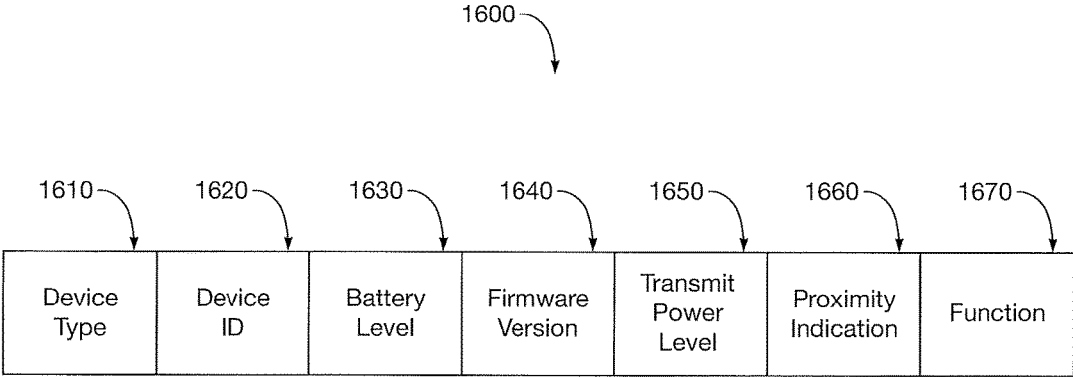 1600
1610 1620 1630 1640 1650 1660 1670
Device Type
Device ID
Battery Level
Firmware Version
Transmit Power Level
Proximity Indication
Function